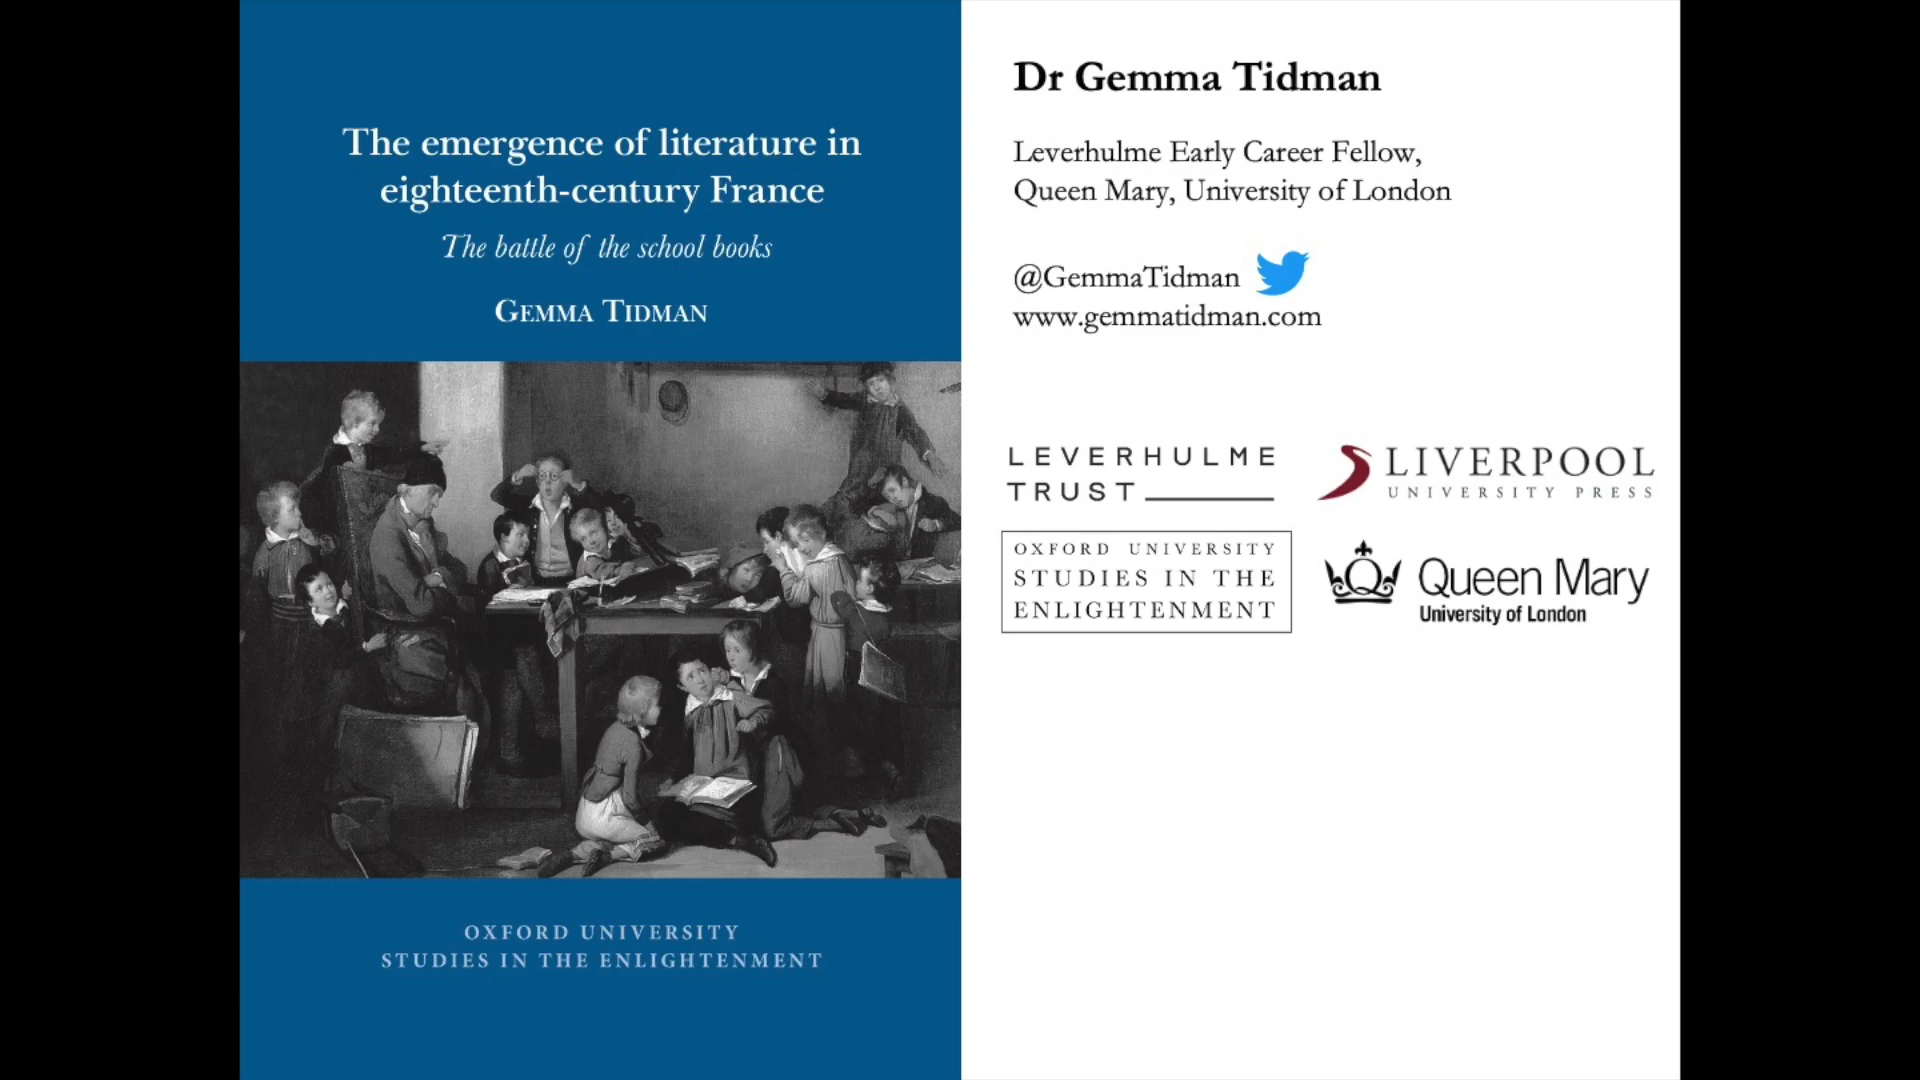 The emergence of literature in
eighteenth-century France
The battle of the school books
GEMMA TIDMAN
OXFORD UNIVERSITY
STUDIES IN THE ENLIGHTENMENT
Dr Gemma Tidman
Leverhulme Early Career Fellow,
Queen Mary, University of London
@GemmaTidman
www.gemmatidman.com
LEVERHULME
TRUST
LIVERPOOL
UNIVERSITY PRESS
OXFORD UNIVERSITY
STUDIES IN THE
ENLIGHTENMENT
Queen Mary
University of London